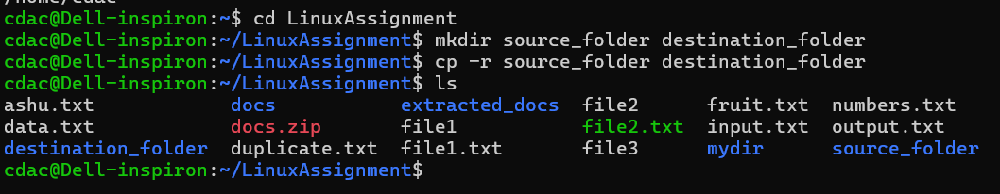 /home/cdac
cdac@Dell-inspiron:~$ cd LinuxAssignment
cdac@Dell-inspiron:~/LinuxAssignment$ mkdir source_folder destination_folder
cdac@Dell-inspiron:~/LinuxAssignment$ cp -r source_folder destination_folder
cdac@Dell-inspiron:~/LinuxAssignment$ ls
ashu.txt            docs           extracted_docs  file2      fruit.txt  numbers.txt
data.txt            docs.zip       file1           file2.txt  input.txt  output.txt
destination_folder  duplicate.txt  file1.txt       file3      mydir      source_folder
cdac@Dell-inspiron:~/LinuxAssignment$